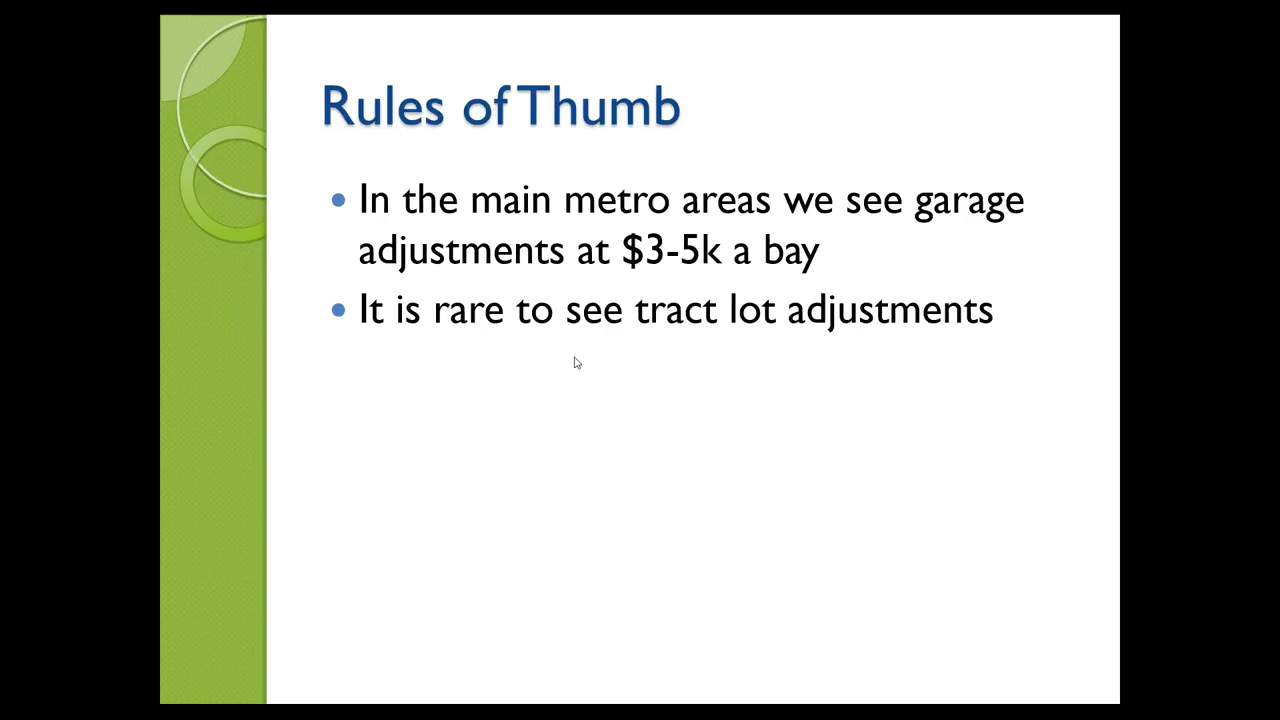 Rules of Thumb
• In the main metro areas we see garage
adjustments at $3-5k a bay
• It is rare to see tract lot adjustments